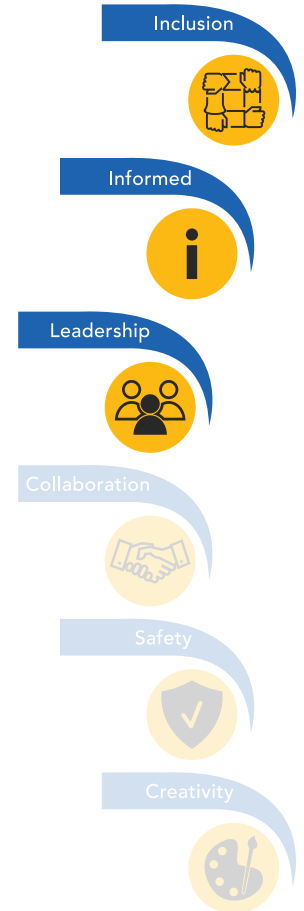 Inclusion
Informed
Leadership
Collaboration
Safety
Creativity